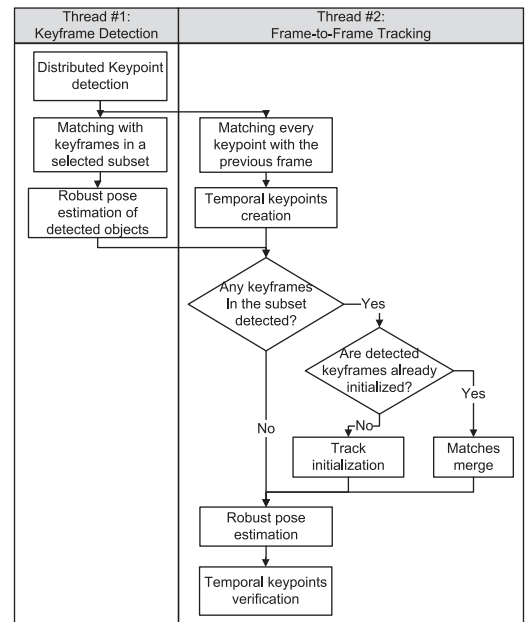 Thread #1:
Keyframe Detection
Thread #2:
Frame-to-Frame Tracking
Distributed Keypoint
detection
Matching with
keyframes in a
selected subset
Matching every
keypoint with the
previous frame
Robust pose
estimation of
detected objects
Temporal keypoints
creation
Any keyframes
In the subset
detected?
Yes
Are detected
keyframes already
initialized?
Yes
No
No
Track
initialization
Matches
merge
Robust pose
estimation
Temporal keypoints
verification